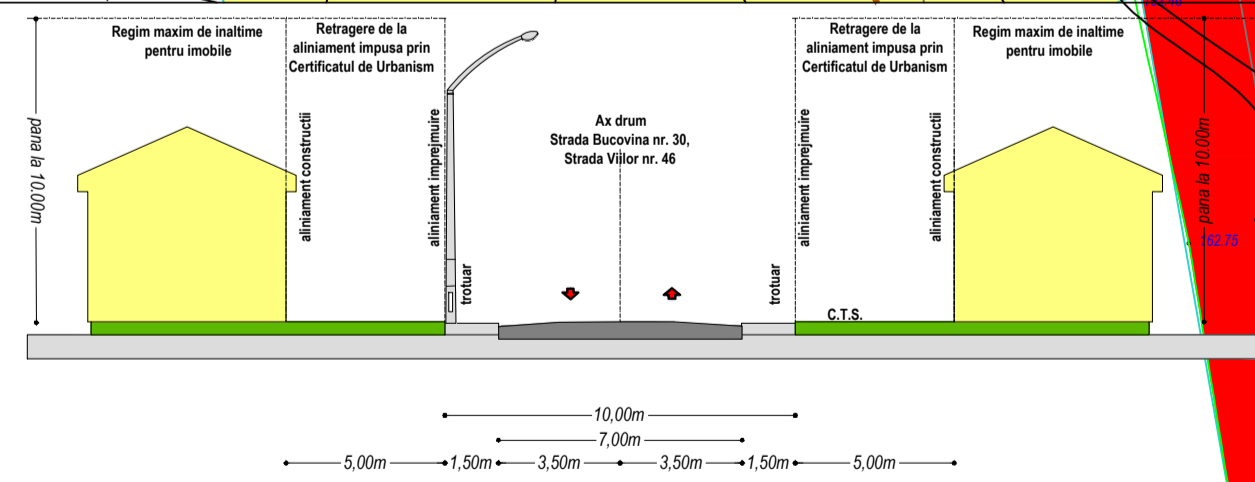 Regim maxim de inaltime
pentru imobile
Retragere de la
aliniament impusa prin
Certificatul de Urbanism
Retragere de la
aliniament impusa prin
Certificatul de Urbanism
Regim maxim de inaltime
pentru imobile
pana la 10.000m
aliniament constructii
aliniament imprejmuire
trotuar
Ax drum
Strada Bucovina nr. 30,
Strada Viilor nr. 46
trotuar
aliniament imprejmuire
aliniament constructii
pana la 10.00m
162.75
C.T.S.
10,00m
7,00m
5,00m
1,50m
3,50m
3,50m
1,50m
5,00m